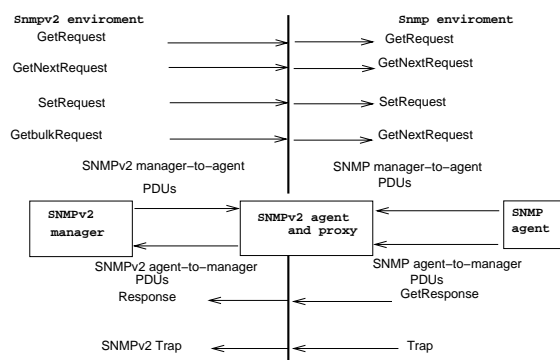 Snmpv2 enviroment
Snmp enviroment
GetRequest
GetRequest
GetNextRequest
GetNextRequest
SetRequest
SetRequest
GetbulkRequest
GetNextRequest
SNMPv2 manager-to-agent
PDUs
SNMP manager-to-agent
PDUs
SNMPv2
manager
SNMPv2 agent
and proxy
SNMP
agent
SNMPv2 agent-to-manager
PDUs
SNMP agent-to-manager
PDUs
Response
GetResponse
SNMPv2 Trap
Trap